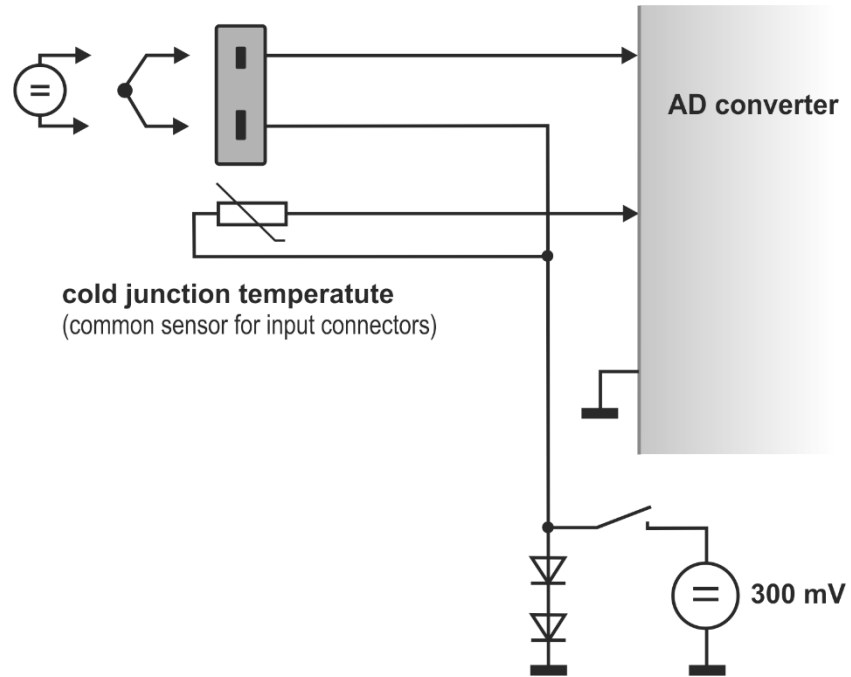 AD converter
cold junction temperatute
(common sensor for input connectors)
300 mV